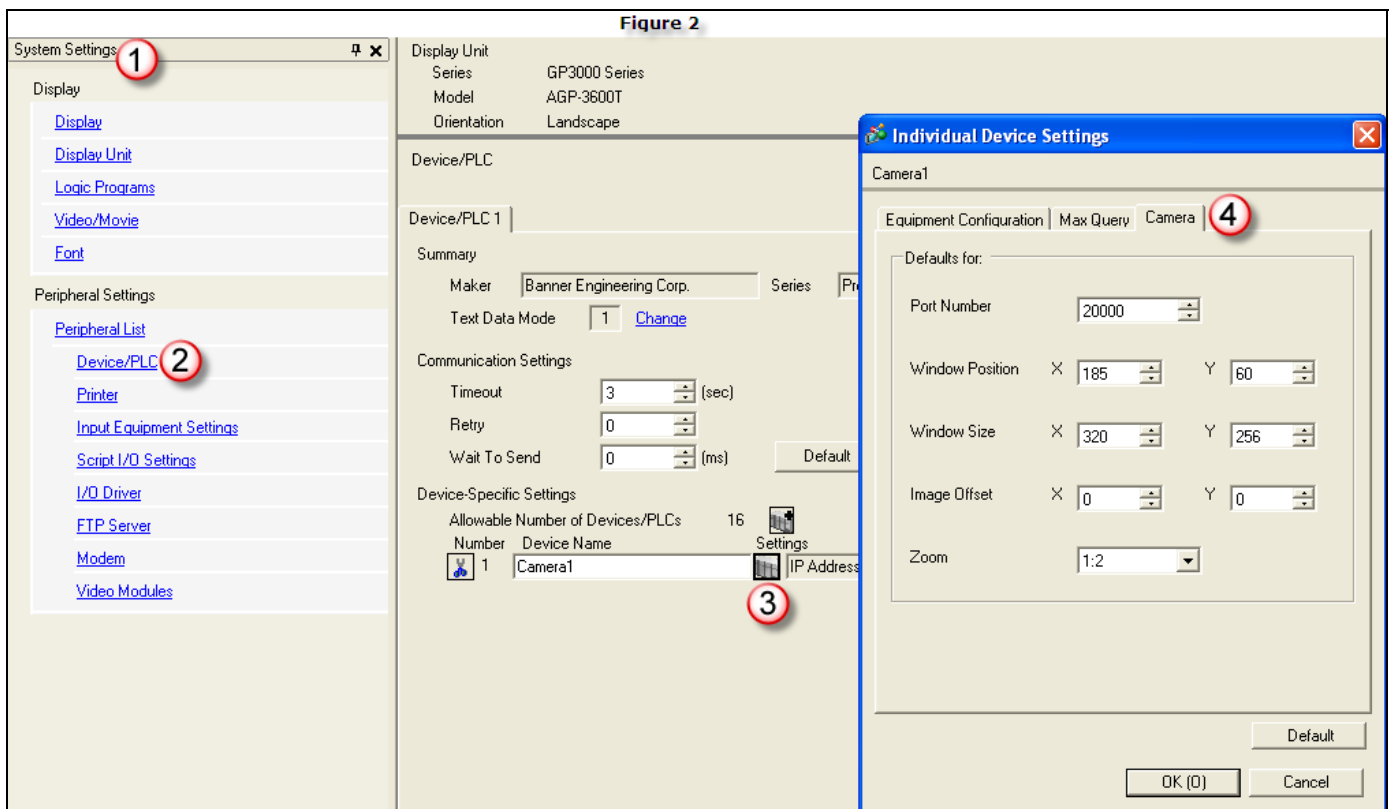 Figure 2
System Settings
1
Display
Display
Display Unit
Logic Programs
Video/Movie
Font
Peripheral Settings
Peripheral List
Device/PLC
2
Printer
Input Equipment Settings
Script I/O Settings
I/O Driver
FTP Server
Modem
Video Modules
Display Unit
Series GP3000 Series
Model AGP-3600T
Orientation Landscape
Device/PLC
Device/PLC 1
Summary
Maker Banner Engineering Corp. Series
Text Data Mode 1 Change
Communication Settings
Timeout 3 (sec)
Retry 0
Wait To Send 0 (ms) Default
Device-Specific Settings
Allowable Number of Devices/PLCs 16
Number Device Name Settings
1 Camera1 IP Address
3
Individual Device Settings
Camera1
Equipment Configuration Max Query Camera
4
Defaults for:
Port Number 20000
Window Position X 185 Y 60
Window Size X 320 Y 256
Image Offset X 0 Y 0
Zoom 1:2
Default
OK (O) Cancel